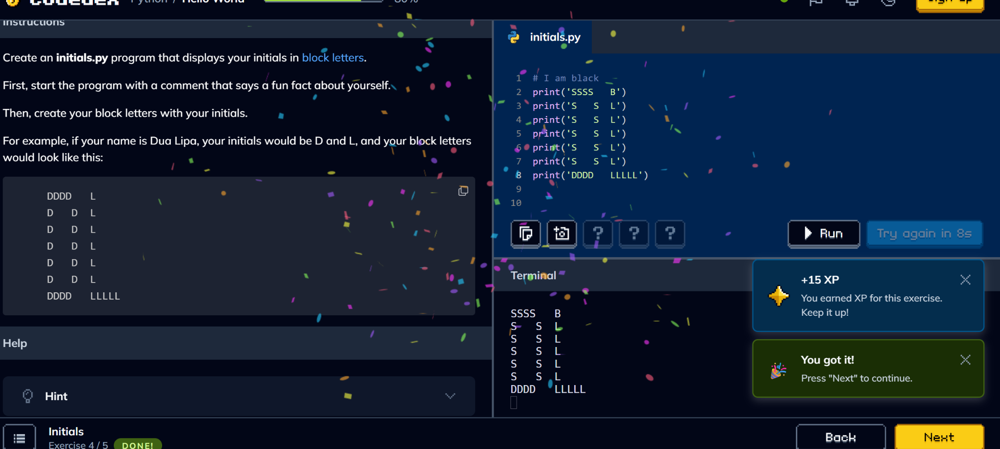 Python / Hello World 80%
Instructions
Create an initials.py program that displays your initials in block letters.
First, start the program with a comment that says a fun fact about yourself.
Then, create your block letters with your initials.
For example, if your name is Dua Lipa, your initials would be D and L, and your block letters
would look like this:
DDDD   L
D   D  L
D   D  L
D   D  L
D   D  L
D   D  L
DDDD   LLLLL
Help
Hint
Initials
Exercise 4 / 5 DONE!
Sign up
initials.py
1 # I am black
2 print('SSSS   B')
3 print('S   S  L')
4 print('S   S  L')
5 print('S   S  L')
6 print('S   S  L')
7 print('S   S  L')
8 print('DDDD   LLLLL')
9
10
? ? ?
Run
Try again in 8s
Terminal
SSSS   B
S   S  L
S   S  L
S   S  L
S   S  L
S   S  L
DDDD   LLLLL
+15 XP
You earned XP for this exercise.
Keep it up!
You got it!
Press "Next" to continue.
Back
Next